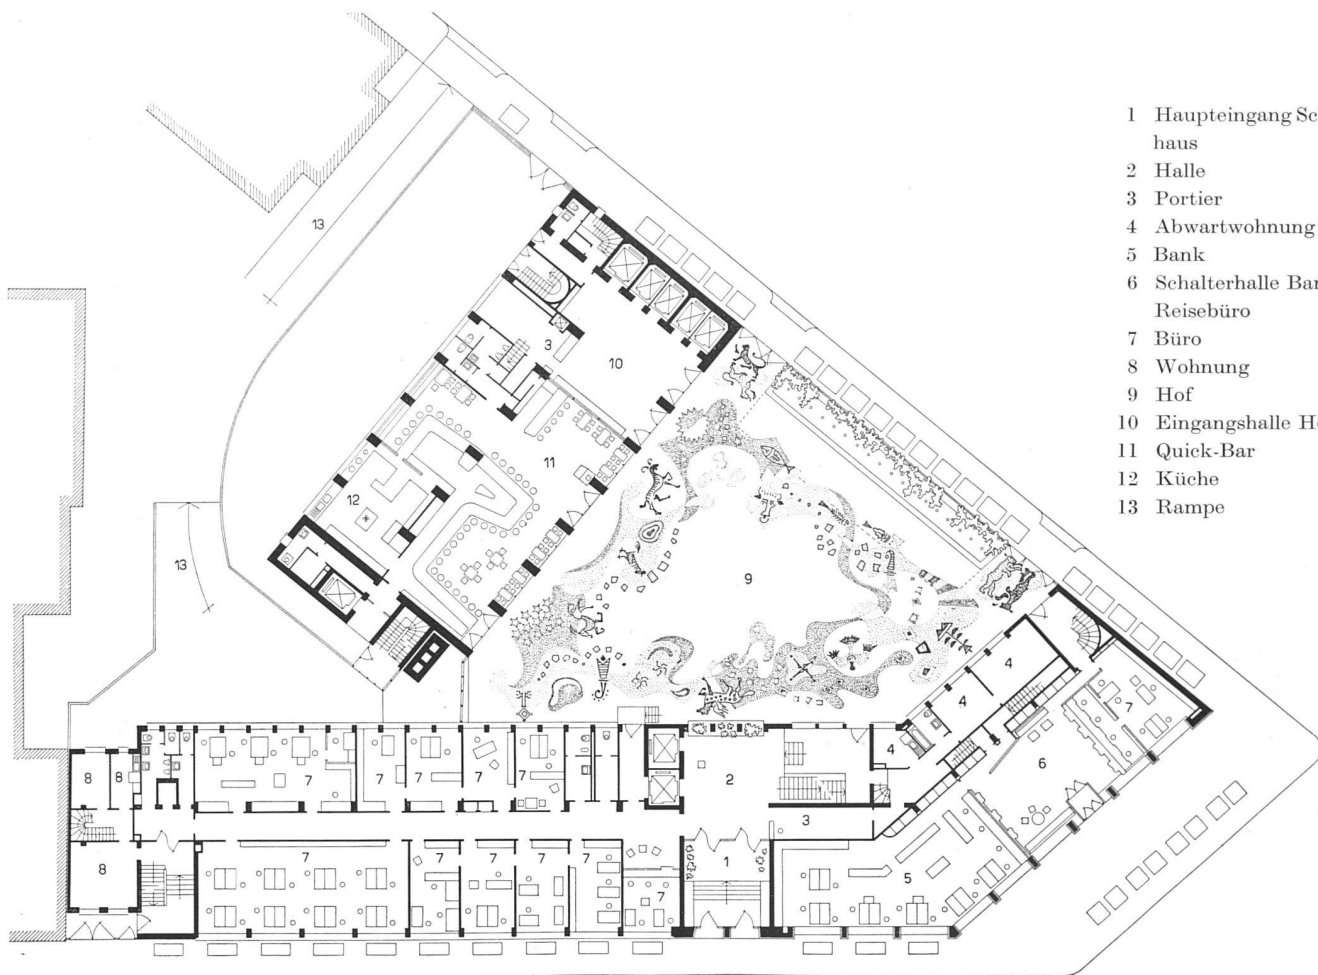 1 Haupteingang Sc
haus
2 Halle
3 Portier
4 Abwartwohnung
5 Bank
6 Schalterhalle Ba
Reisebüro
7 Büro
8 Wohnung
9 Hof
10 Eingangshalle H
11 Quick-Bar
12 Küche
13 Rampe
13
3
10
11
12
13
9
4
4
7
4
6
2
8
8
7
7
7
7
7
3
7
7
7
7
7
8
1
5
7